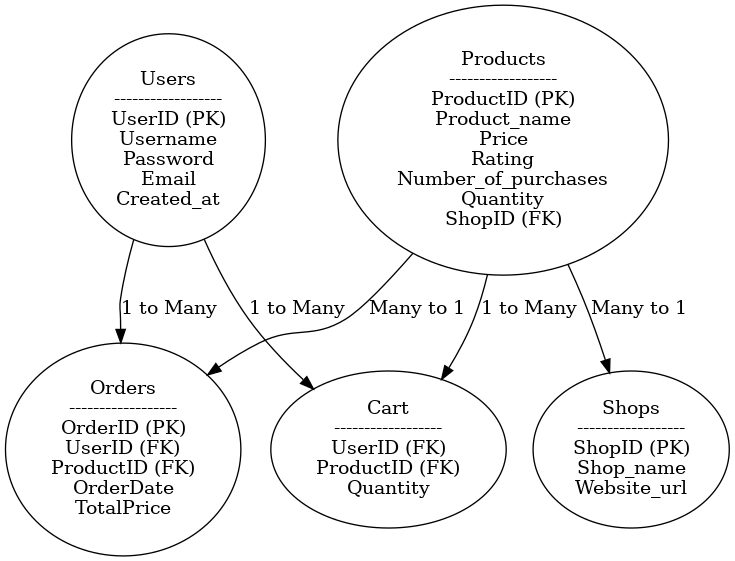 Users
------------------
UserID (PK)
Username
Password
Email
Created_at
Products
------------------
ProductID (PK)
Product_name
Price
Rating
Number_of_purchases
Quantity
ShopID (FK)
1 to Many
1 to Many
Many to 1
1 to Many
Many to 1
Orders
------------------
OrderID (PK)
UserID (FK)
ProductID (FK)
OrderDate
TotalPrice
Cart
------------------
UserID (FK)
ProductID (FK)
Quantity
Shops
------------------
ShopID (PK)
Shop_name
Website_url